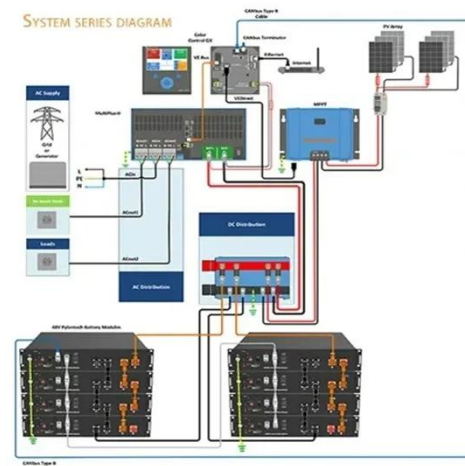 SYSTEM SERIES DIAGRAM
CANbus Type B
Cable
PV Array
Color
Control GX
CANbus Terminator
VE Bus
Ethernet
Internet
AC Supply
Grid
or
Generator
MultiPlus-II
VE.Direct
MPPT
L
PE
N
ACin
ACout1
Loads
ACout2
AC Distribution
DC Distribution
48V Pylontech Battery Modules
CANbus Type B